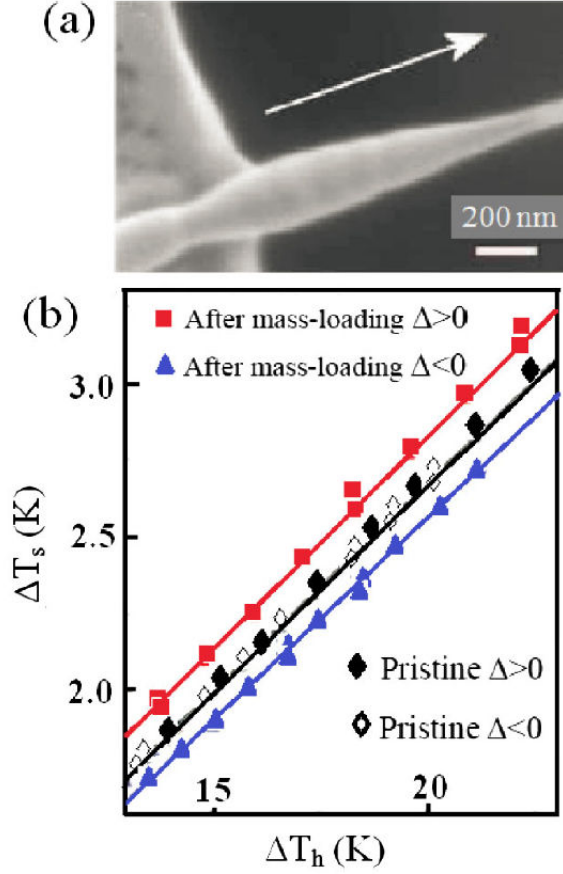 (a)
200 nm
(b)
After mass-loading Δ>0
After mass-loading Δ<0
3.0
2.5
2.0
ΔTs (K)
Pristine Δ>0
Pristine Δ<0
15 20
ΔTh (K)